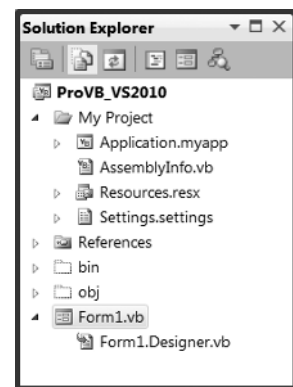 Solution Explorer
ProVB_VS2010
My Project
Application.myapp
AssemblyInfo.vb
Resources.resx
Settings.settings
References
bin
obj
Form1.vb
Form1.Designer.vb